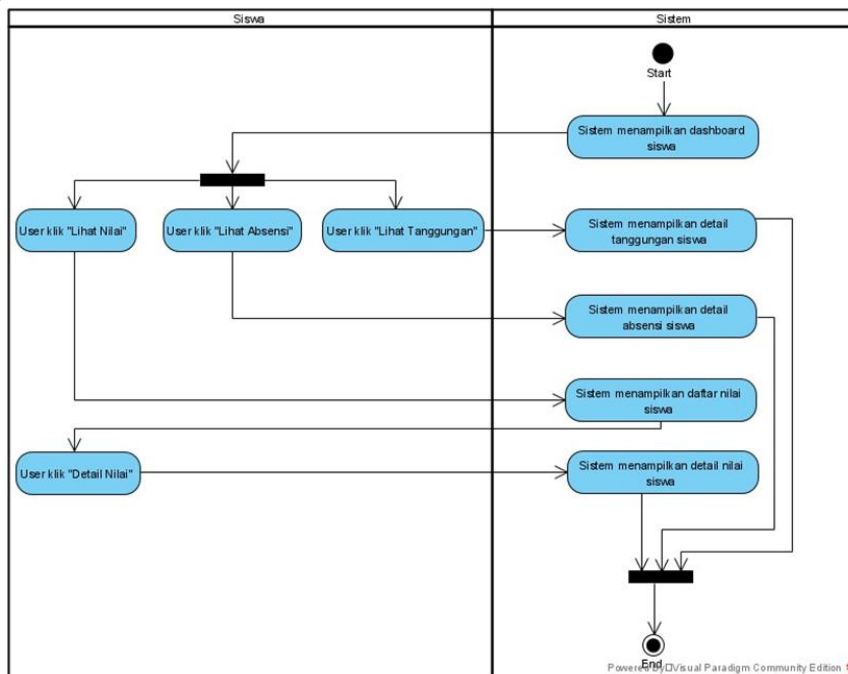 Siswa
Sistem
Start
Sistem menampilkan dashboard
siswa
User klik "Lihat Nilai"
User klik "Lihat Absensi"
User klik "Lihat Tanggungan"
Sistem menampilkan detail
tanggungan siswa
Sistem menampilkan detail
absensi siswa
Sistem menampilkan daftar nilai
siswa
User klik "Detail Nilai"
Sistem menampilkan detail nilai
siswa
End
Powered By Visual Paradigm Community Edition